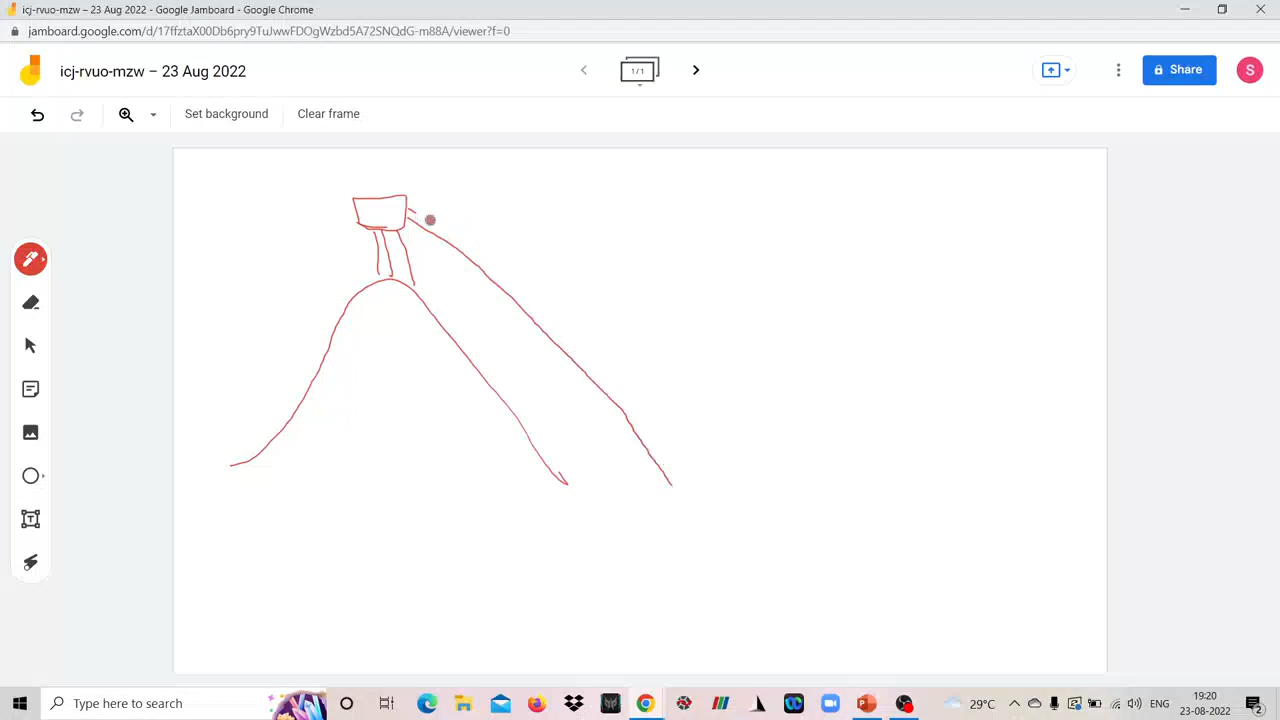 icj-rvuo-mzw – 23 Aug 2022 - Google Jamboard - Google Chrome
jamboard.google.com/d/17ffztaX00Db6pry9TuJwwFDOgWzbd5A72SNQdG-m88A/viewer?f=0
icj-rvuo-mzw – 23 Aug 2022
1 / 1
Share
S
Set background
Clear frame
Type here to search
29°C
ENG
19:20
23-08-2022
2